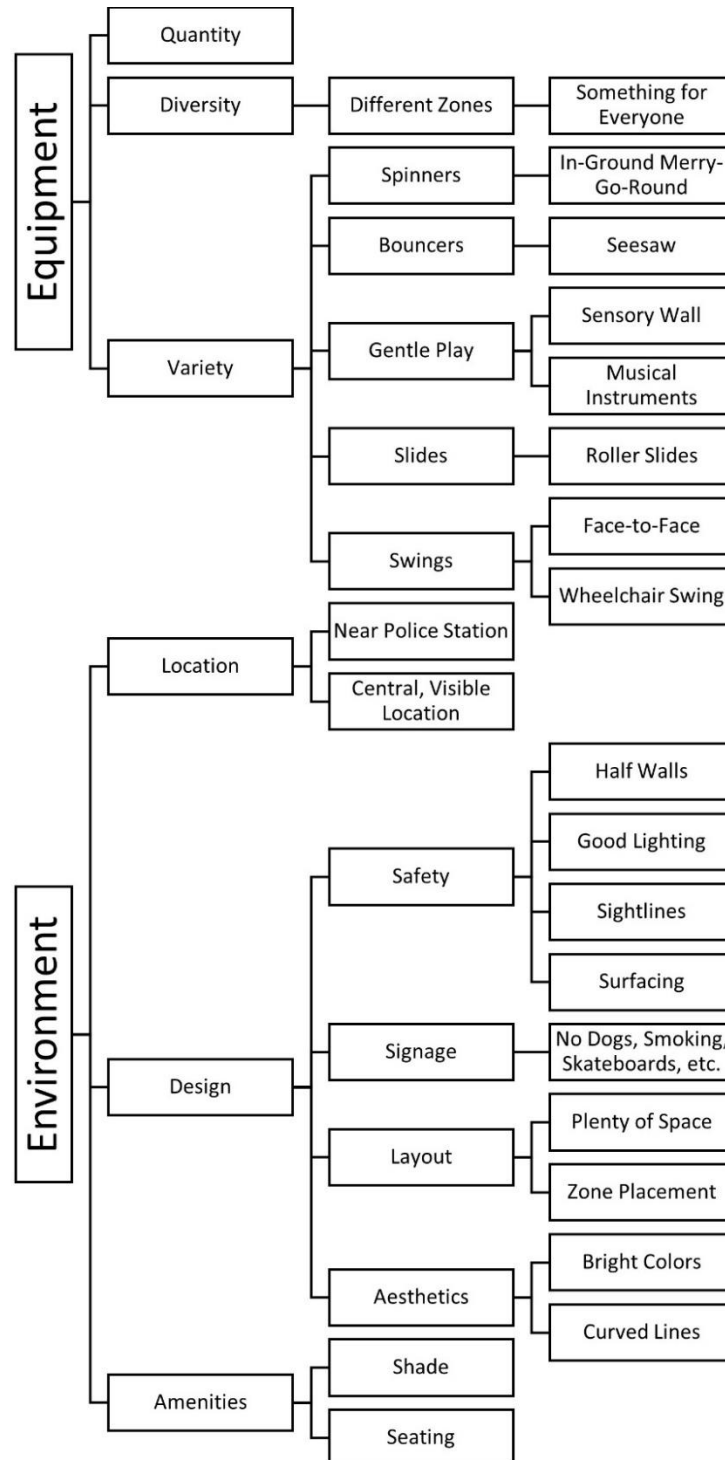 Equipment
Quantity
Diversity
Different Zones
Something for
Everyone
Variety
Spinners
In-Ground Merry-
Go-Round
Bouncers
Seesaw
Gentle Play
Sensory Wall
Musical
Instruments
Slides
Roller Slides
Swings
Face-to-Face
Wheelchair Swing
Environment
Location
Near Police Station
Central, Visible
Location
Design
Safety
Half Walls
Good Lighting
Sightlines
Surfacing
Signage
No Dogs, Smoking,
Skateboards, etc.
Layout
Plenty of Space
Zone Placement
Aesthetics
Bright Colors
Curved Lines
Amenities
Shade
Seating